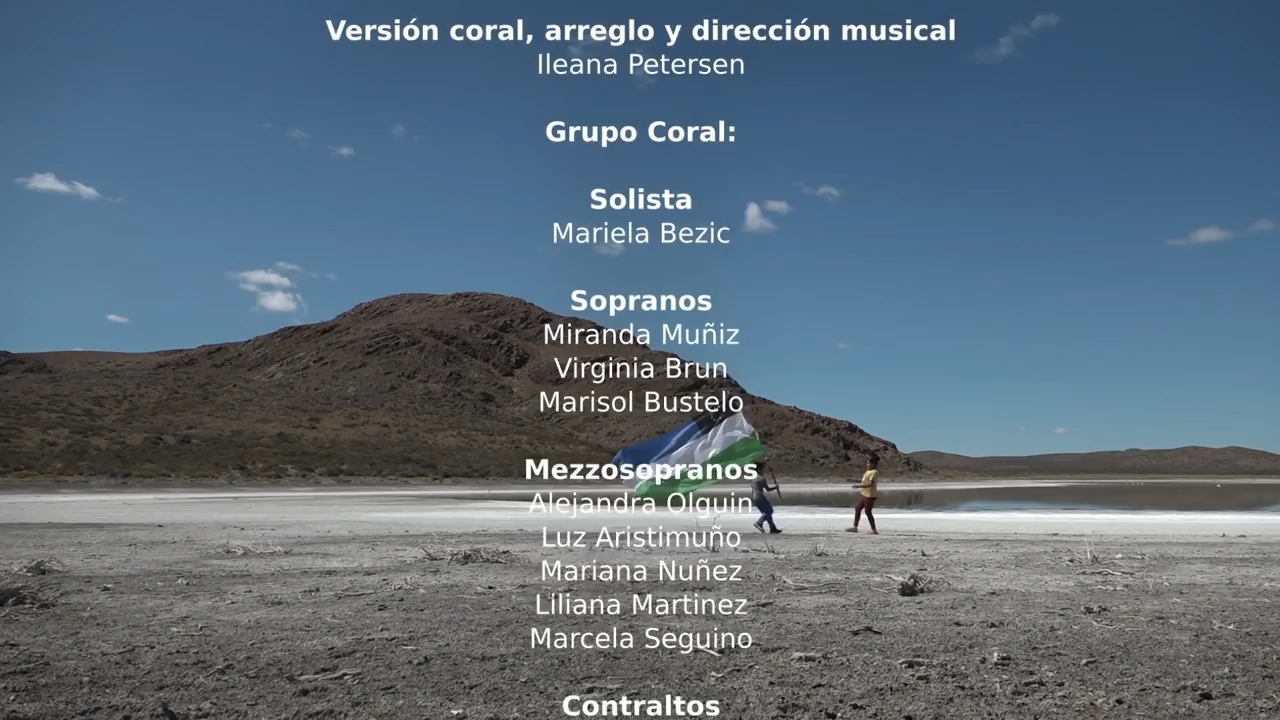 Versión coral, arreglo y dirección musical
Ileana Petersen
Grupo Coral:
Solista
Mariela Bezic
Sopranos
Miranda Muñiz
Virginia Brun
Marisol Bustelo
Mezzosopranos
Alejandra Olguin
Luz Aristimuño
Mariana Nuñez
Liliana Martinez
Marcela Seguino
Contraltos